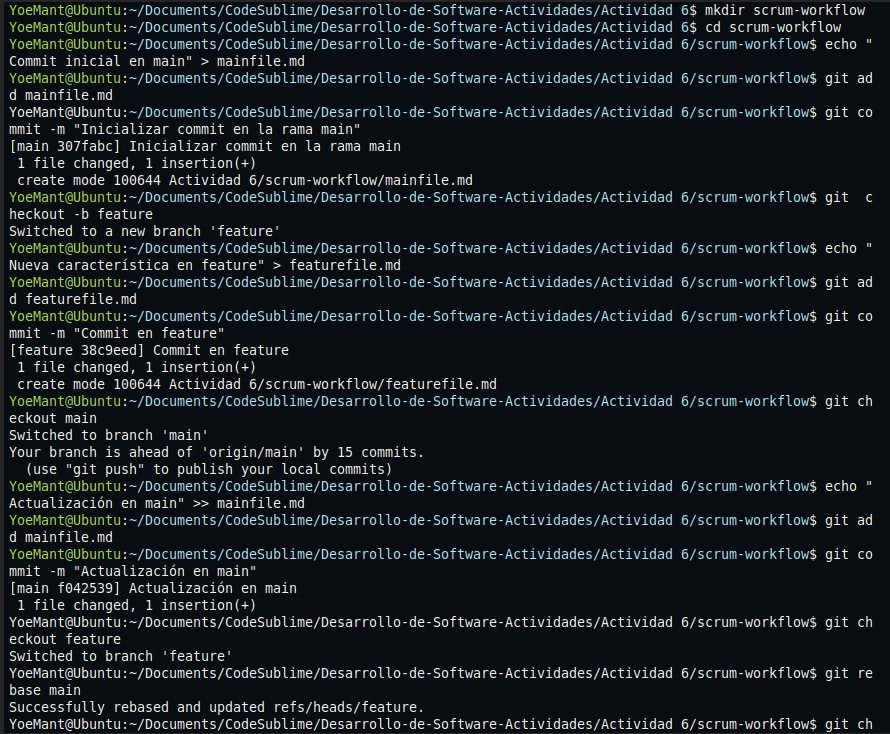 YoeMant@Ubuntu:~/Documents/CodeSublime/Desarrollo-de-Software-Actividades/Actividad 6$ mkdir scrum-workflow
YoeMant@Ubuntu:~/Documents/CodeSublime/Desarrollo-de-Software-Actividades/Actividad 6$ cd scrum-workflow
YoeMant@Ubuntu:~/Documents/CodeSublime/Desarrollo-de-Software-Actividades/Actividad 6/scrum-workflow$ echo "
Commit inicial en main" > mainfile.md
YoeMant@Ubuntu:~/Documents/CodeSublime/Desarrollo-de-Software-Actividades/Actividad 6/scrum-workflow$ git ad
d mainfile.md
YoeMant@Ubuntu:~/Documents/CodeSublime/Desarrollo-de-Software-Actividades/Actividad 6/scrum-workflow$ git co
mmit -m "Inicializar commit en la rama main"
[main 307fabc] Inicializar commit en la rama main
 1 file changed, 1 insertion(+)
 create mode 100644 Actividad 6/scrum-workflow/mainfile.md
YoeMant@Ubuntu:~/Documents/CodeSublime/Desarrollo-de-Software-Actividades/Actividad 6/scrum-workflow$ git  c
heckout -b feature
Switched to a new branch 'feature'
YoeMant@Ubuntu:~/Documents/CodeSublime/Desarrollo-de-Software-Actividades/Actividad 6/scrum-workflow$ echo "
Nueva característica en feature" > featurefile.md
YoeMant@Ubuntu:~/Documents/CodeSublime/Desarrollo-de-Software-Actividades/Actividad 6/scrum-workflow$ git ad
d featurefile.md
YoeMant@Ubuntu:~/Documents/CodeSublime/Desarrollo-de-Software-Actividades/Actividad 6/scrum-workflow$ git co
mmit -m "Commit en feature"
[feature 38c9eed] Commit en feature
 1 file changed, 1 insertion(+)
 create mode 100644 Actividad 6/scrum-workflow/featurefile.md
YoeMant@Ubuntu:~/Documents/CodeSublime/Desarrollo-de-Software-Actividades/Actividad 6/scrum-workflow$ git ch
eckout main
Switched to branch 'main'
Your branch is ahead of 'origin/main' by 15 commits.
  (use "git push" to publish your local commits)
YoeMant@Ubuntu:~/Documents/CodeSublime/Desarrollo-de-Software-Actividades/Actividad 6/scrum-workflow$ echo "
Actualización en main" >> mainfile.md
YoeMant@Ubuntu:~/Documents/CodeSublime/Desarrollo-de-Software-Actividades/Actividad 6/scrum-workflow$ git ad
d mainfile.md
YoeMant@Ubuntu:~/Documents/CodeSublime/Desarrollo-de-Software-Actividades/Actividad 6/scrum-workflow$ git co
mmit -m "Actualización en main"
[main f042539] Actualización en main
 1 file changed, 1 insertion(+)
YoeMant@Ubuntu:~/Documents/CodeSublime/Desarrollo-de-Software-Actividades/Actividad 6/scrum-workflow$ git ch
eckout feature
Switched to branch 'feature'
YoeMant@Ubuntu:~/Documents/CodeSublime/Desarrollo-de-Software-Actividades/Actividad 6/scrum-workflow$ git re
base main
Successfully rebased and updated refs/heads/feature.
YoeMant@Ubuntu:~/Documents/CodeSublime/Desarrollo-de-Software-Actividades/Actividad 6/scrum-workflow$ git ch